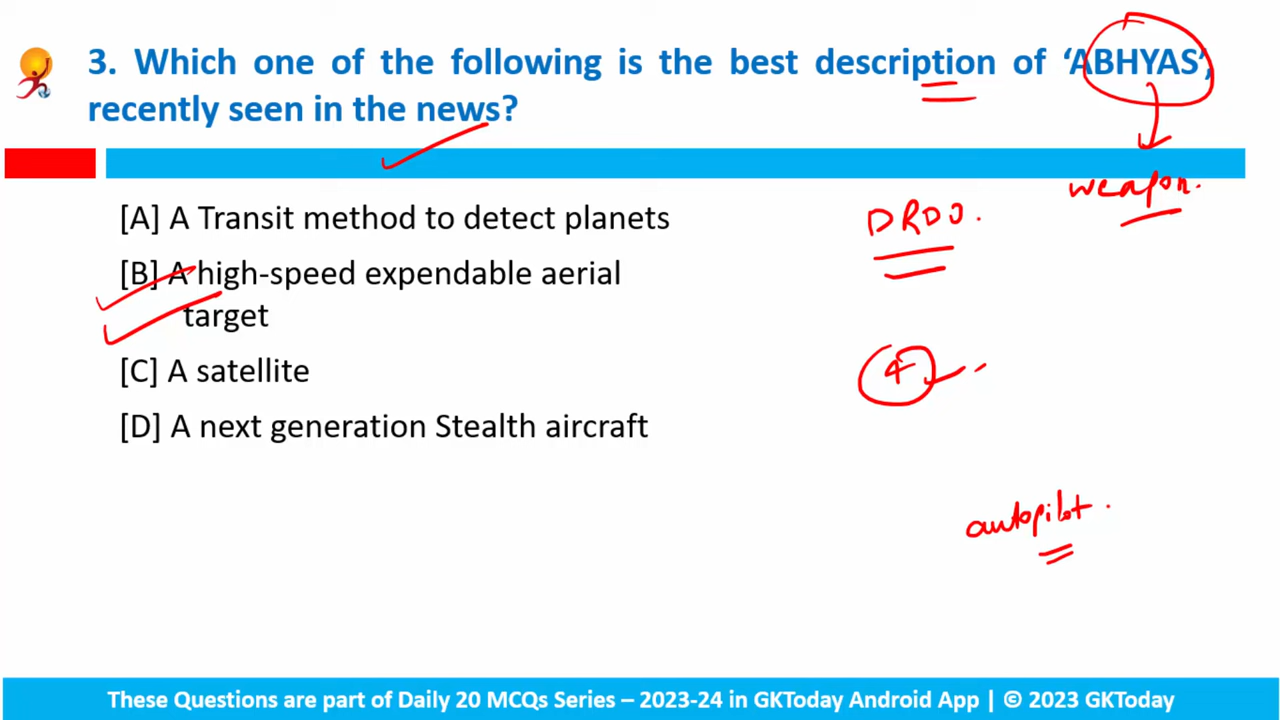 3. Which one of the following is the best description of ‘ABHYAS’,
recently seen in the news?
weapon.
[A] A Transit method to detect planets
DRDO.
[B] A high-speed expendable aerial
target
[C] A satellite
4
[D] A next generation Stealth aircraft
autopilot.
These Questions are part of Daily 20 MCQs Series – 2023-24 in GKToday Android App | © 2023 GKToday